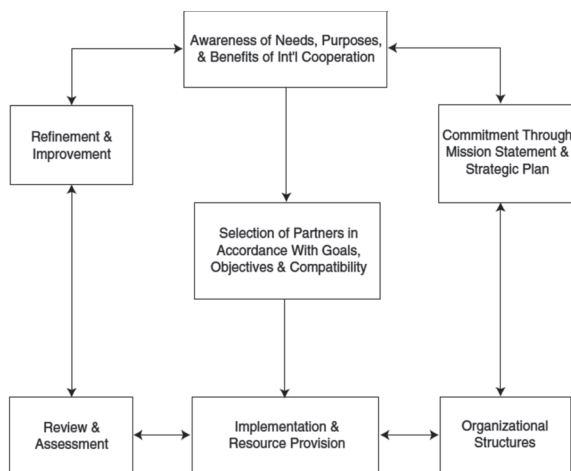 Awareness of Needs, Purposes,
& Benefits of Int'l Cooperation
Refinement &
Improvement
Commitment Through
Mission Statement &
Strategic Plan
Selection of Partners in
Accordance With Goals,
Objectives & Compatibility
Review &
Assessment
Implementation &
Resource Provision
Organizational
Structures